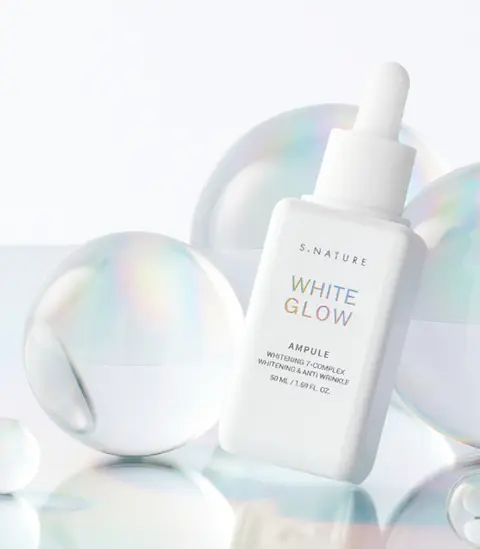 S.NATURE
WHITE
GLOW
AMPULE
WHITENING 7-COMPLEX
WHITENING & ANTI WRINKLE
50 ML / 1.69 FL. OZ.